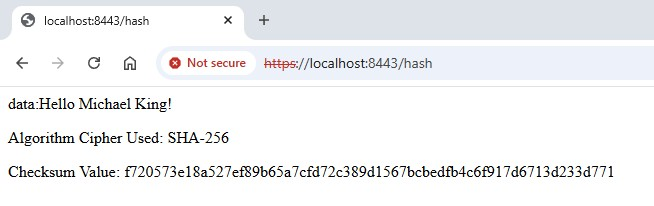 localhost:8443/hash
Not secure https://localhost:8443/hash
data:Hello Michael King!
Algorithm Cipher Used: SHA-256
Checksum Value: f720573e18a527ef89b65a7cfd72c389d1567bcbedfb4c6f917d6713d233d771